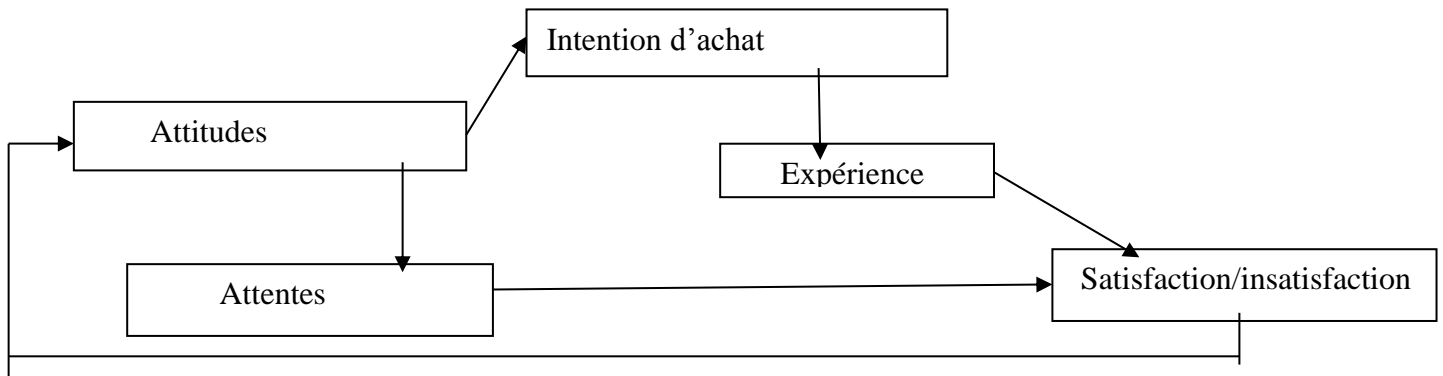 Intention d’achat
Attitudes
Expérience
Attentes
Satisfaction/insatisfaction